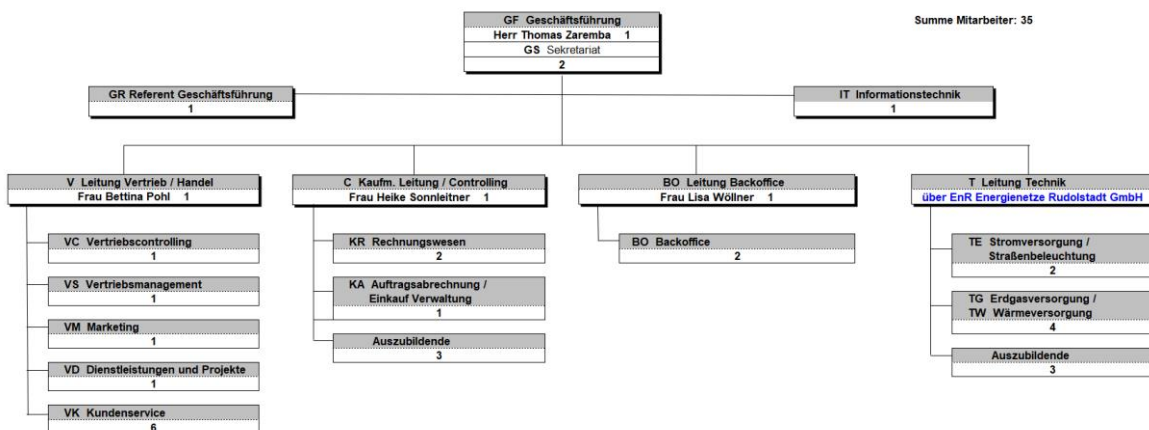 GF Geschäftsführung
Herr Thomas Zaremba 1
GS Sekretariat
2
Summe Mitarbeiter: 35
GR Referent Geschäftsführung
1
IT Informationstechnik
1
V Leitung Vertrieb / Handel
Frau Bettina Pohl 1
VC Vertriebscontrolling
1
VS Vertriebsmanagement
1
VM Marketing
1
VD Dienstleistungen und Projekte
1
VK Kundenservice
6
C Kaufm. Leitung / Controlling
Frau Heike Sonnleitner 1
KR Rechnungswesen
2
KA Auftragsabrechnung /
Einkauf Verwaltung
1
Auszubildende
3
BO Leitung Backoffice
Frau Lisa Wöllner 1
BO Backoffice
2
T Leitung Technik
über EnR Energienetze Rudolstadt GmbH
TE Stromversorgung /
Straßenbeleuchtung
2
TG Erdgasversorgung /
TW Wärmeversorgung
4
Auszubildende
3